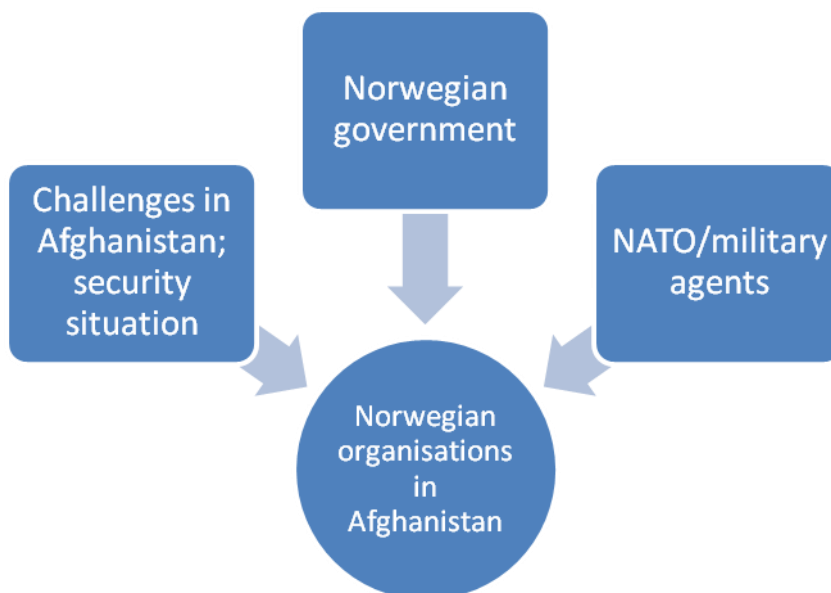 Norwegian
government
Challenges in
Afghanistan;
security
situation
NATO/military
agents
Norwegian
organisations
in
Afghanistan